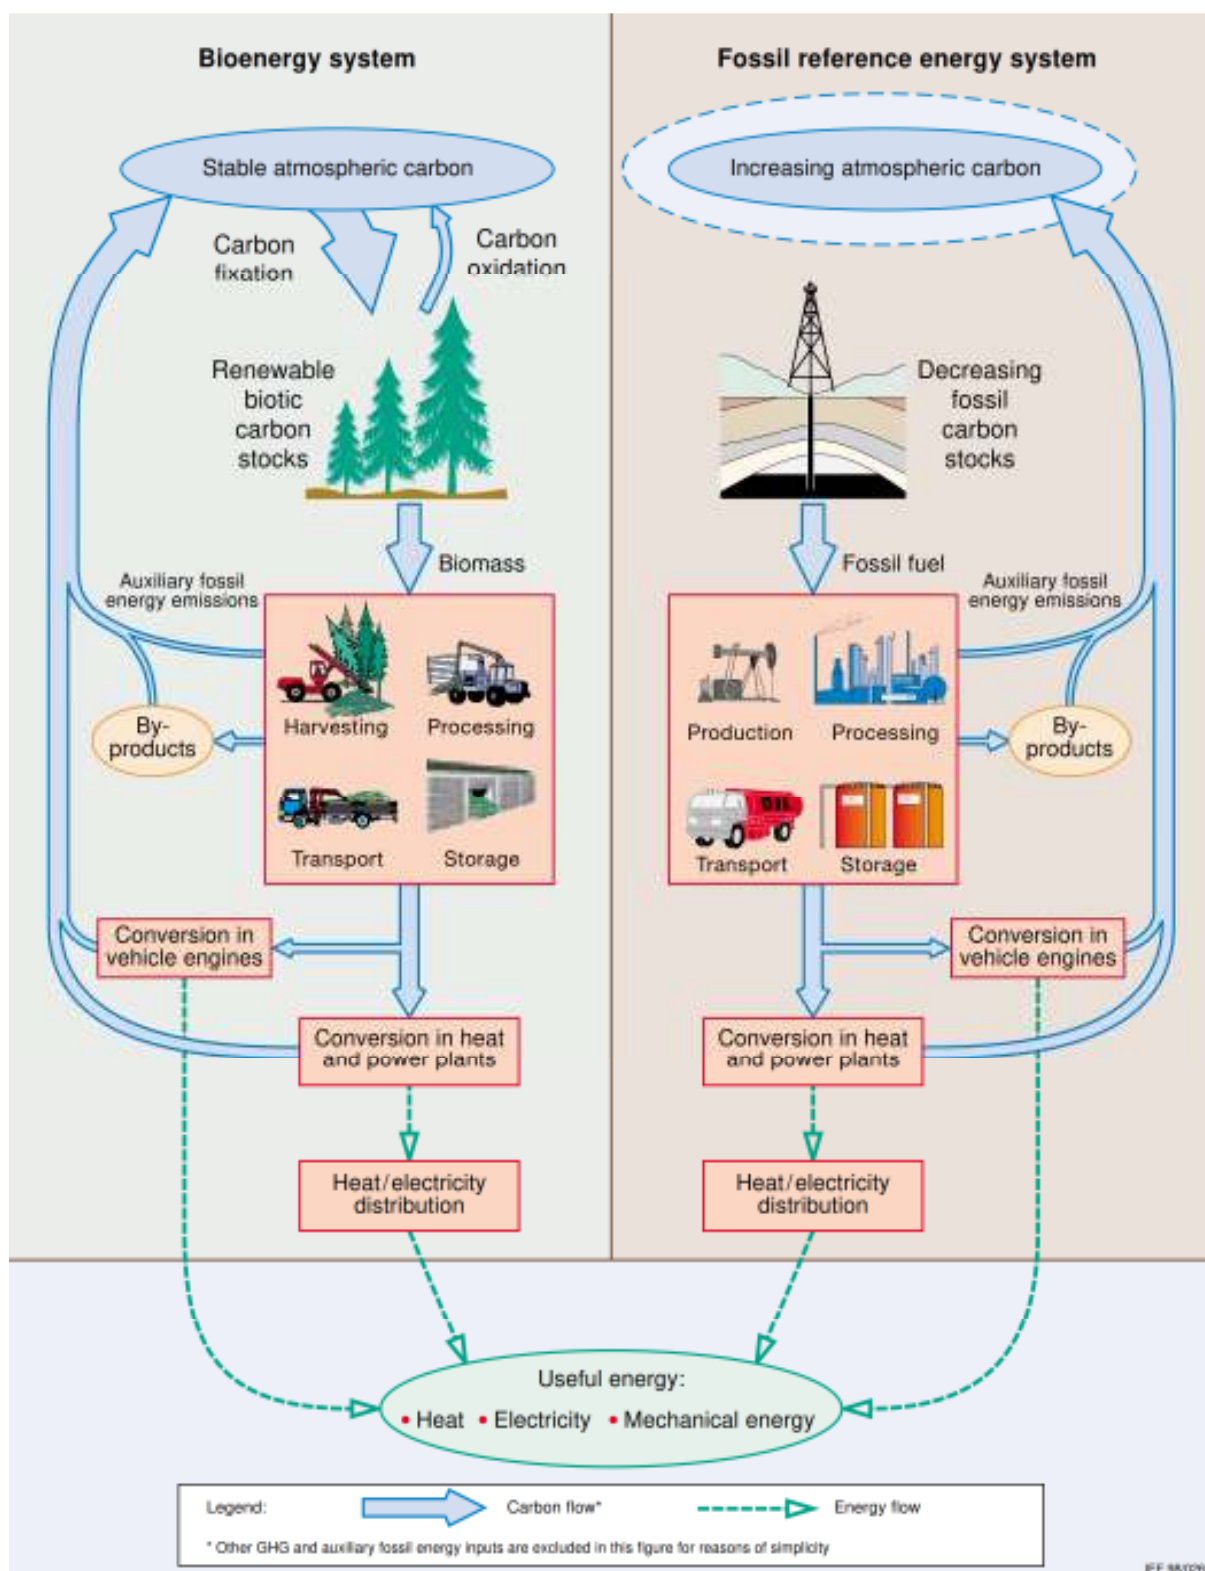 Bioenergy system
Fossil reference energy system
Stable atmospheric carbon
Increasing atmospheric carbon
Carbon
fixation
Carbon
oxidation
Renewable
biotic
carbon
stocks
Decreasing
fossil
carbon
stocks
Biomass
Fossil fuel
Auxiliary fossil
energy emissions
Auxiliary fossil
energy emissions
Harvesting
Processing
Production
Processing
By-
products
By-
products
OIL
Transport
Storage
Transport
Storage
Conversion in
vehicle engines
Conversion in
vehicle engines
Conversion in heat
and power plants
Conversion in heat
and power plants
Heat/electricity
distribution
Heat/electricity
distribution
Useful energy:
• Heat • Electricity • Mechanical energy
Legend:
Carbon flow*
Energy flow
* Other GHG and auxiliary fossil energy inputs are excluded in this figure for reasons of simplicity